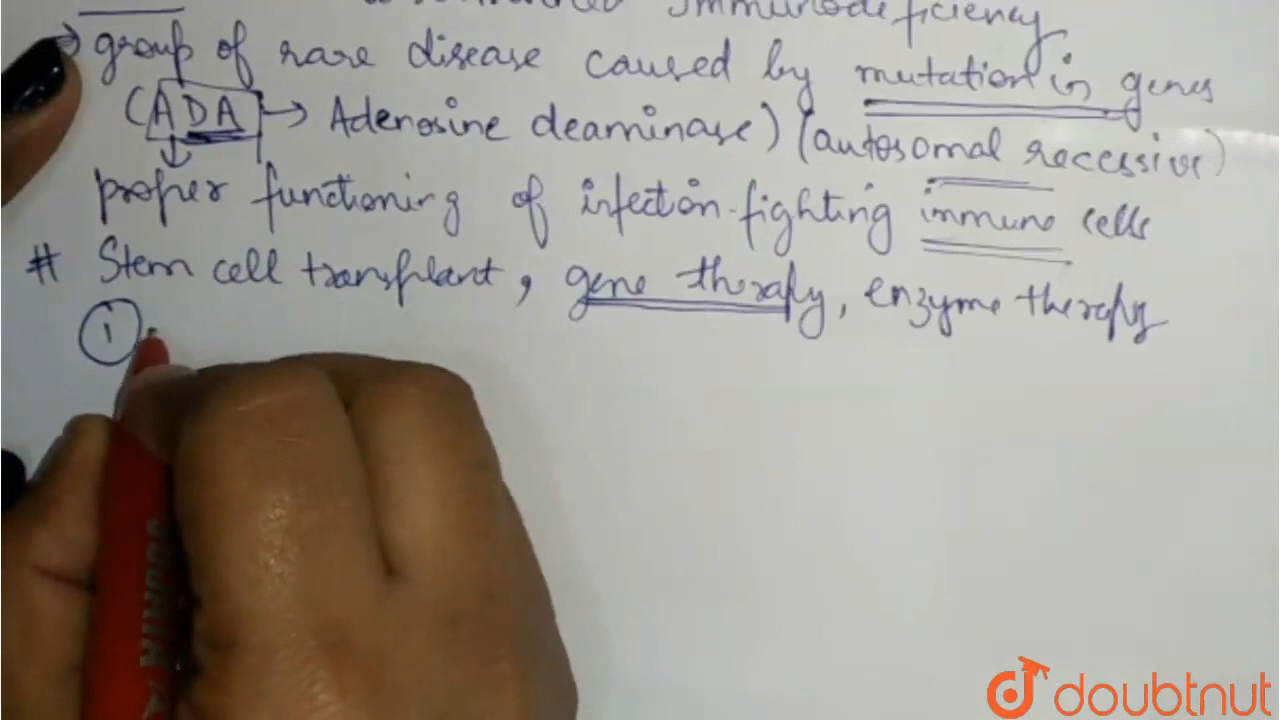 Immunodeficiency
→ group of rare disease caused by mutation in genes
(ADA → Adenosine deaminase) (autosomal recessive)
proper functioning of infection-fighting immune cells
# Stem cell transplant, gene therapy, enzyme therapy
1
doubtnut